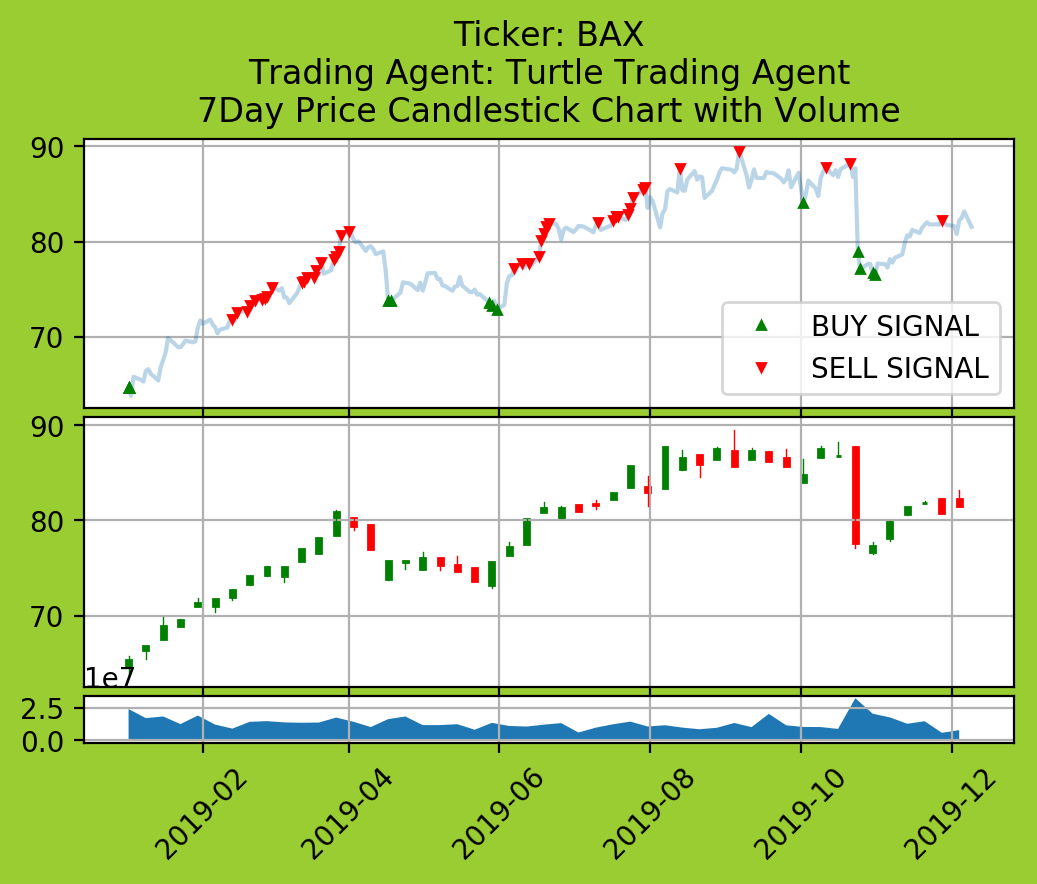 Ticker: BAX
Trading Agent: Turtle Trading Agent
7Day Price Candlestick Chart with Volume
90
80
70
BUY SIGNAL
SELL SIGNAL
90
80
70
1e7
2.5
0.0
2019-02
2019-04
2019-06
2019-08
2019-10
2019-12